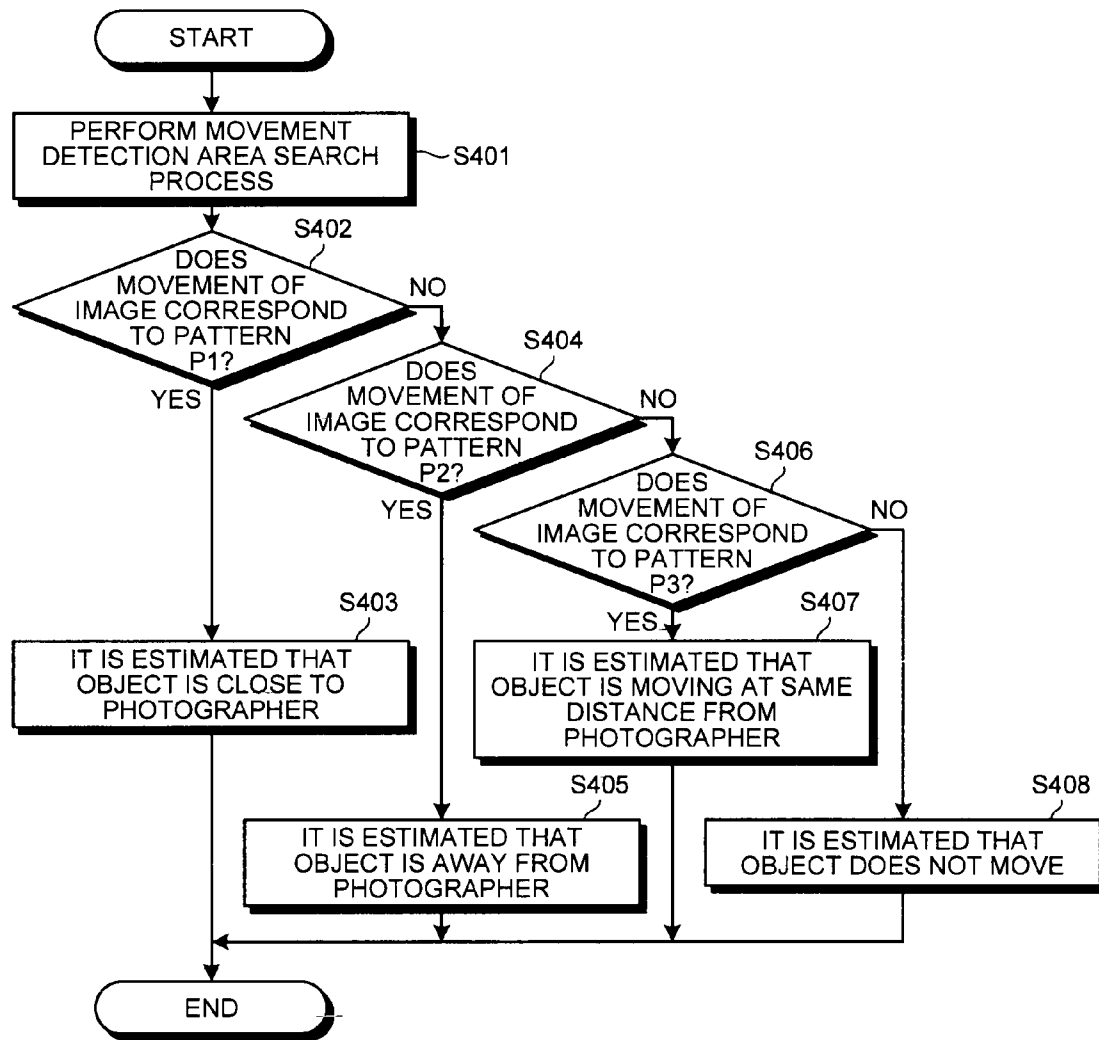 START
PERFORM MOVEMENT
DETECTION AREA SEARCH
PROCESS
S401
S402
DOES
MOVEMENT OF
IMAGE CORRESPOND
TO PATTERN
P1?
NO
YES
S404
DOES
MOVEMENT OF
IMAGE CORRESPOND
TO PATTERN
P2?
NO
YES
S406
DOES
MOVEMENT OF
IMAGE CORRESPOND
TO PATTERN
P3?
NO
YES
S403
IT IS ESTIMATED THAT
OBJECT IS CLOSE TO
PHOTOGRAPHER
S407
IT IS ESTIMATED THAT
OBJECT IS MOVING AT SAME
DISTANCE FROM
PHOTOGRAPHER
S405
IT IS ESTIMATED THAT
OBJECT IS AWAY FROM
PHOTOGRAPHER
S408
IT IS ESTIMATED THAT
OBJECT DOES NOT MOVE
END